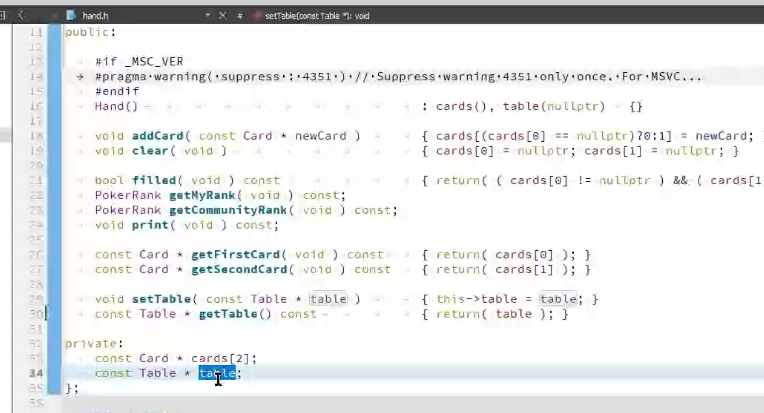 hand.h
setTable(const Table *): void
11 public:
12
13 #if _MSC_VER
14 #pragma·warning(·suppress·:·4351·)·//·Suppress·warning·4351·only·once.·For·MSVC...
15 #endif
16 Hand() : cards(), table(nullptr) {}
17
18 void addCard( const Card * newCard ) { cards[(cards[0] == nullptr)?0:1] = newCard; }
19 void clear( void ) { cards[0] = nullptr; cards[1] = nullptr; }
20
21 bool filled( void ) const { return( ( cards[0] != nullptr ) && ( cards[1
22 PokerRank getMyRank( void ) const;
23 PokerRank getCommunityRank( void ) const;
24 void print( void ) const;
25
26 const Card * getFirstCard( void ) const { return( cards[0] ); }
27 const Card * getSecondCard( void ) const { return( cards[1] ); }
28
29 void setTable( const Table * table ) { this->table = table; }
30 const Table * getTable() const { return( table ); }
31
32 private:
33 const Card * cards[2];
34 const Table * table;
35 };
36